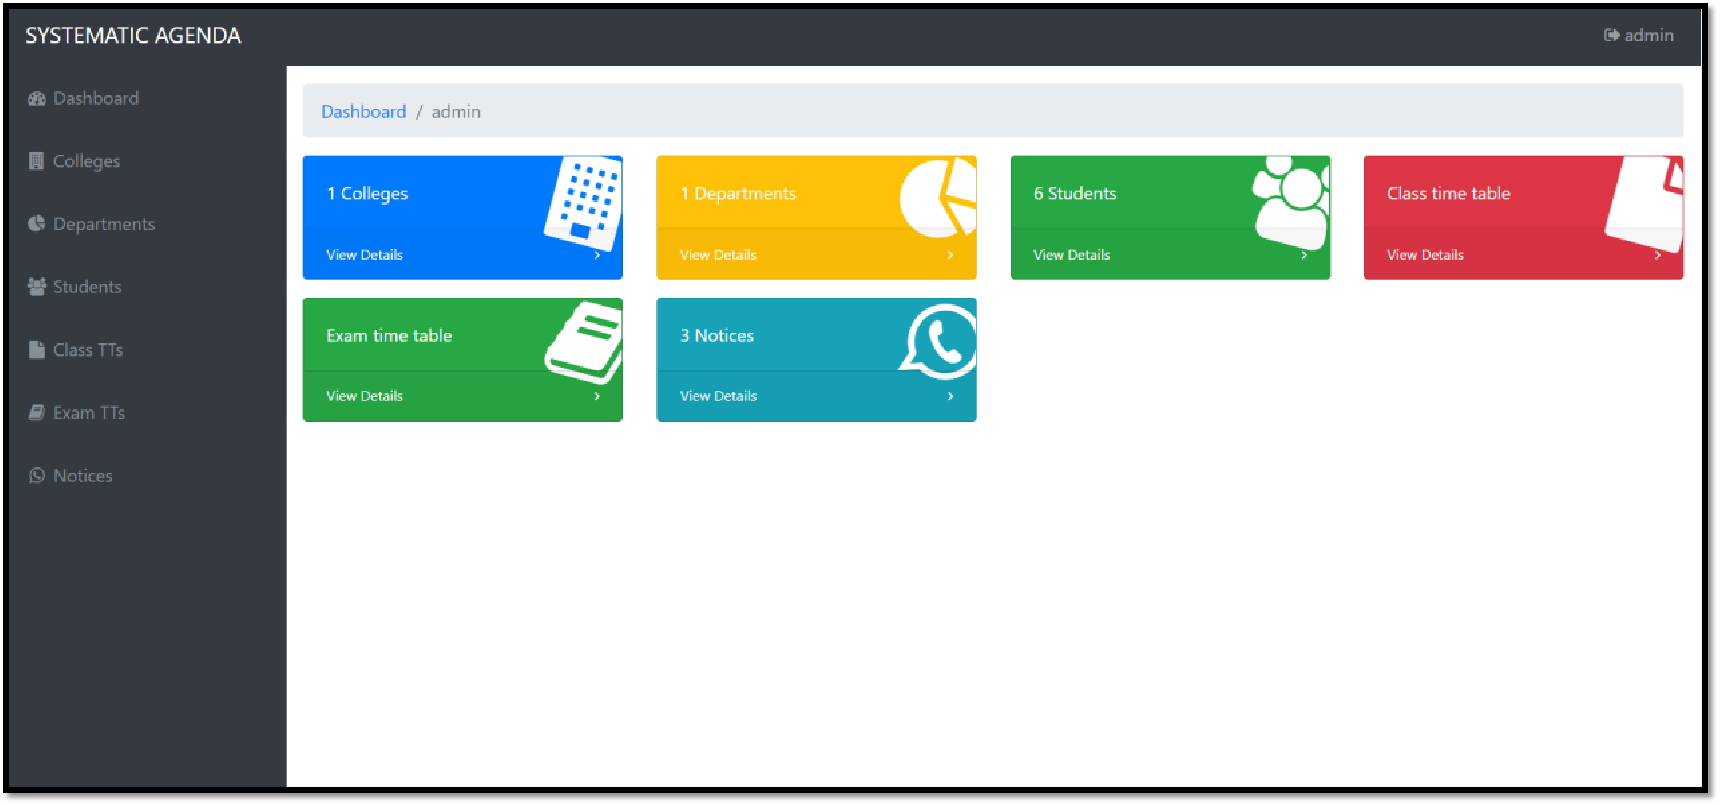 SYSTEMATIC AGENDA
admin
Dashboard
Colleges
Departments
Students
Class TTs
Exam TTs
Notices
Dashboard / admin
1 Colleges
View Details
1 Departments
View Details
6 Students
View Details
Class time table
View Details
Exam time table
View Details
3 Notices
View Details